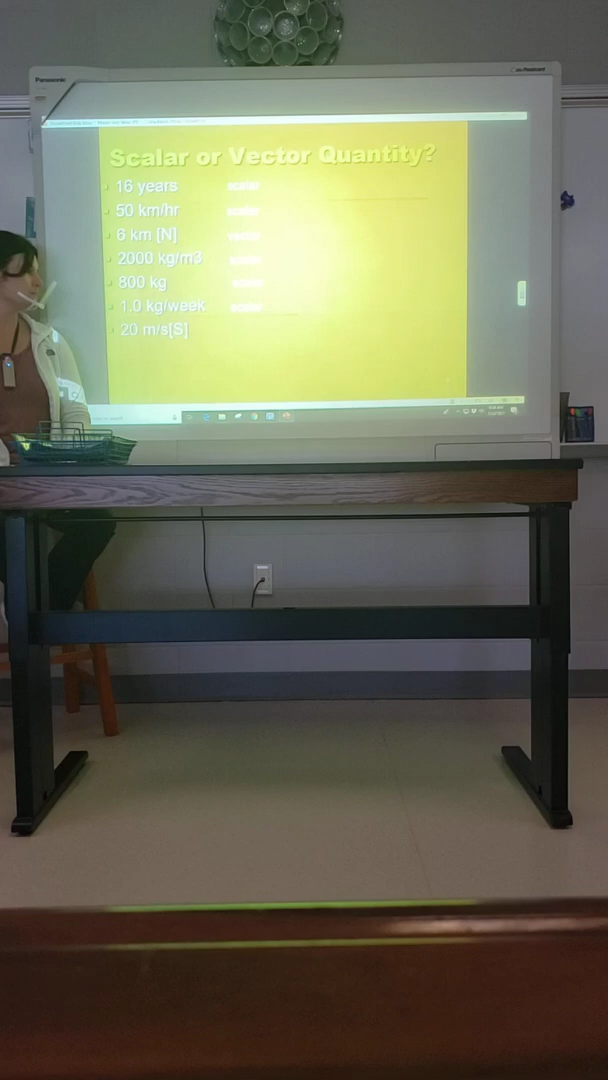 Panasonic
Scalar or Vector Quantity?
16 years scalar
50 km/hr scalar
6 km [N] vector
2000 kg/m3 scalar
800 kg scalar
1.0 kg/week scalar
20 m/s[S]